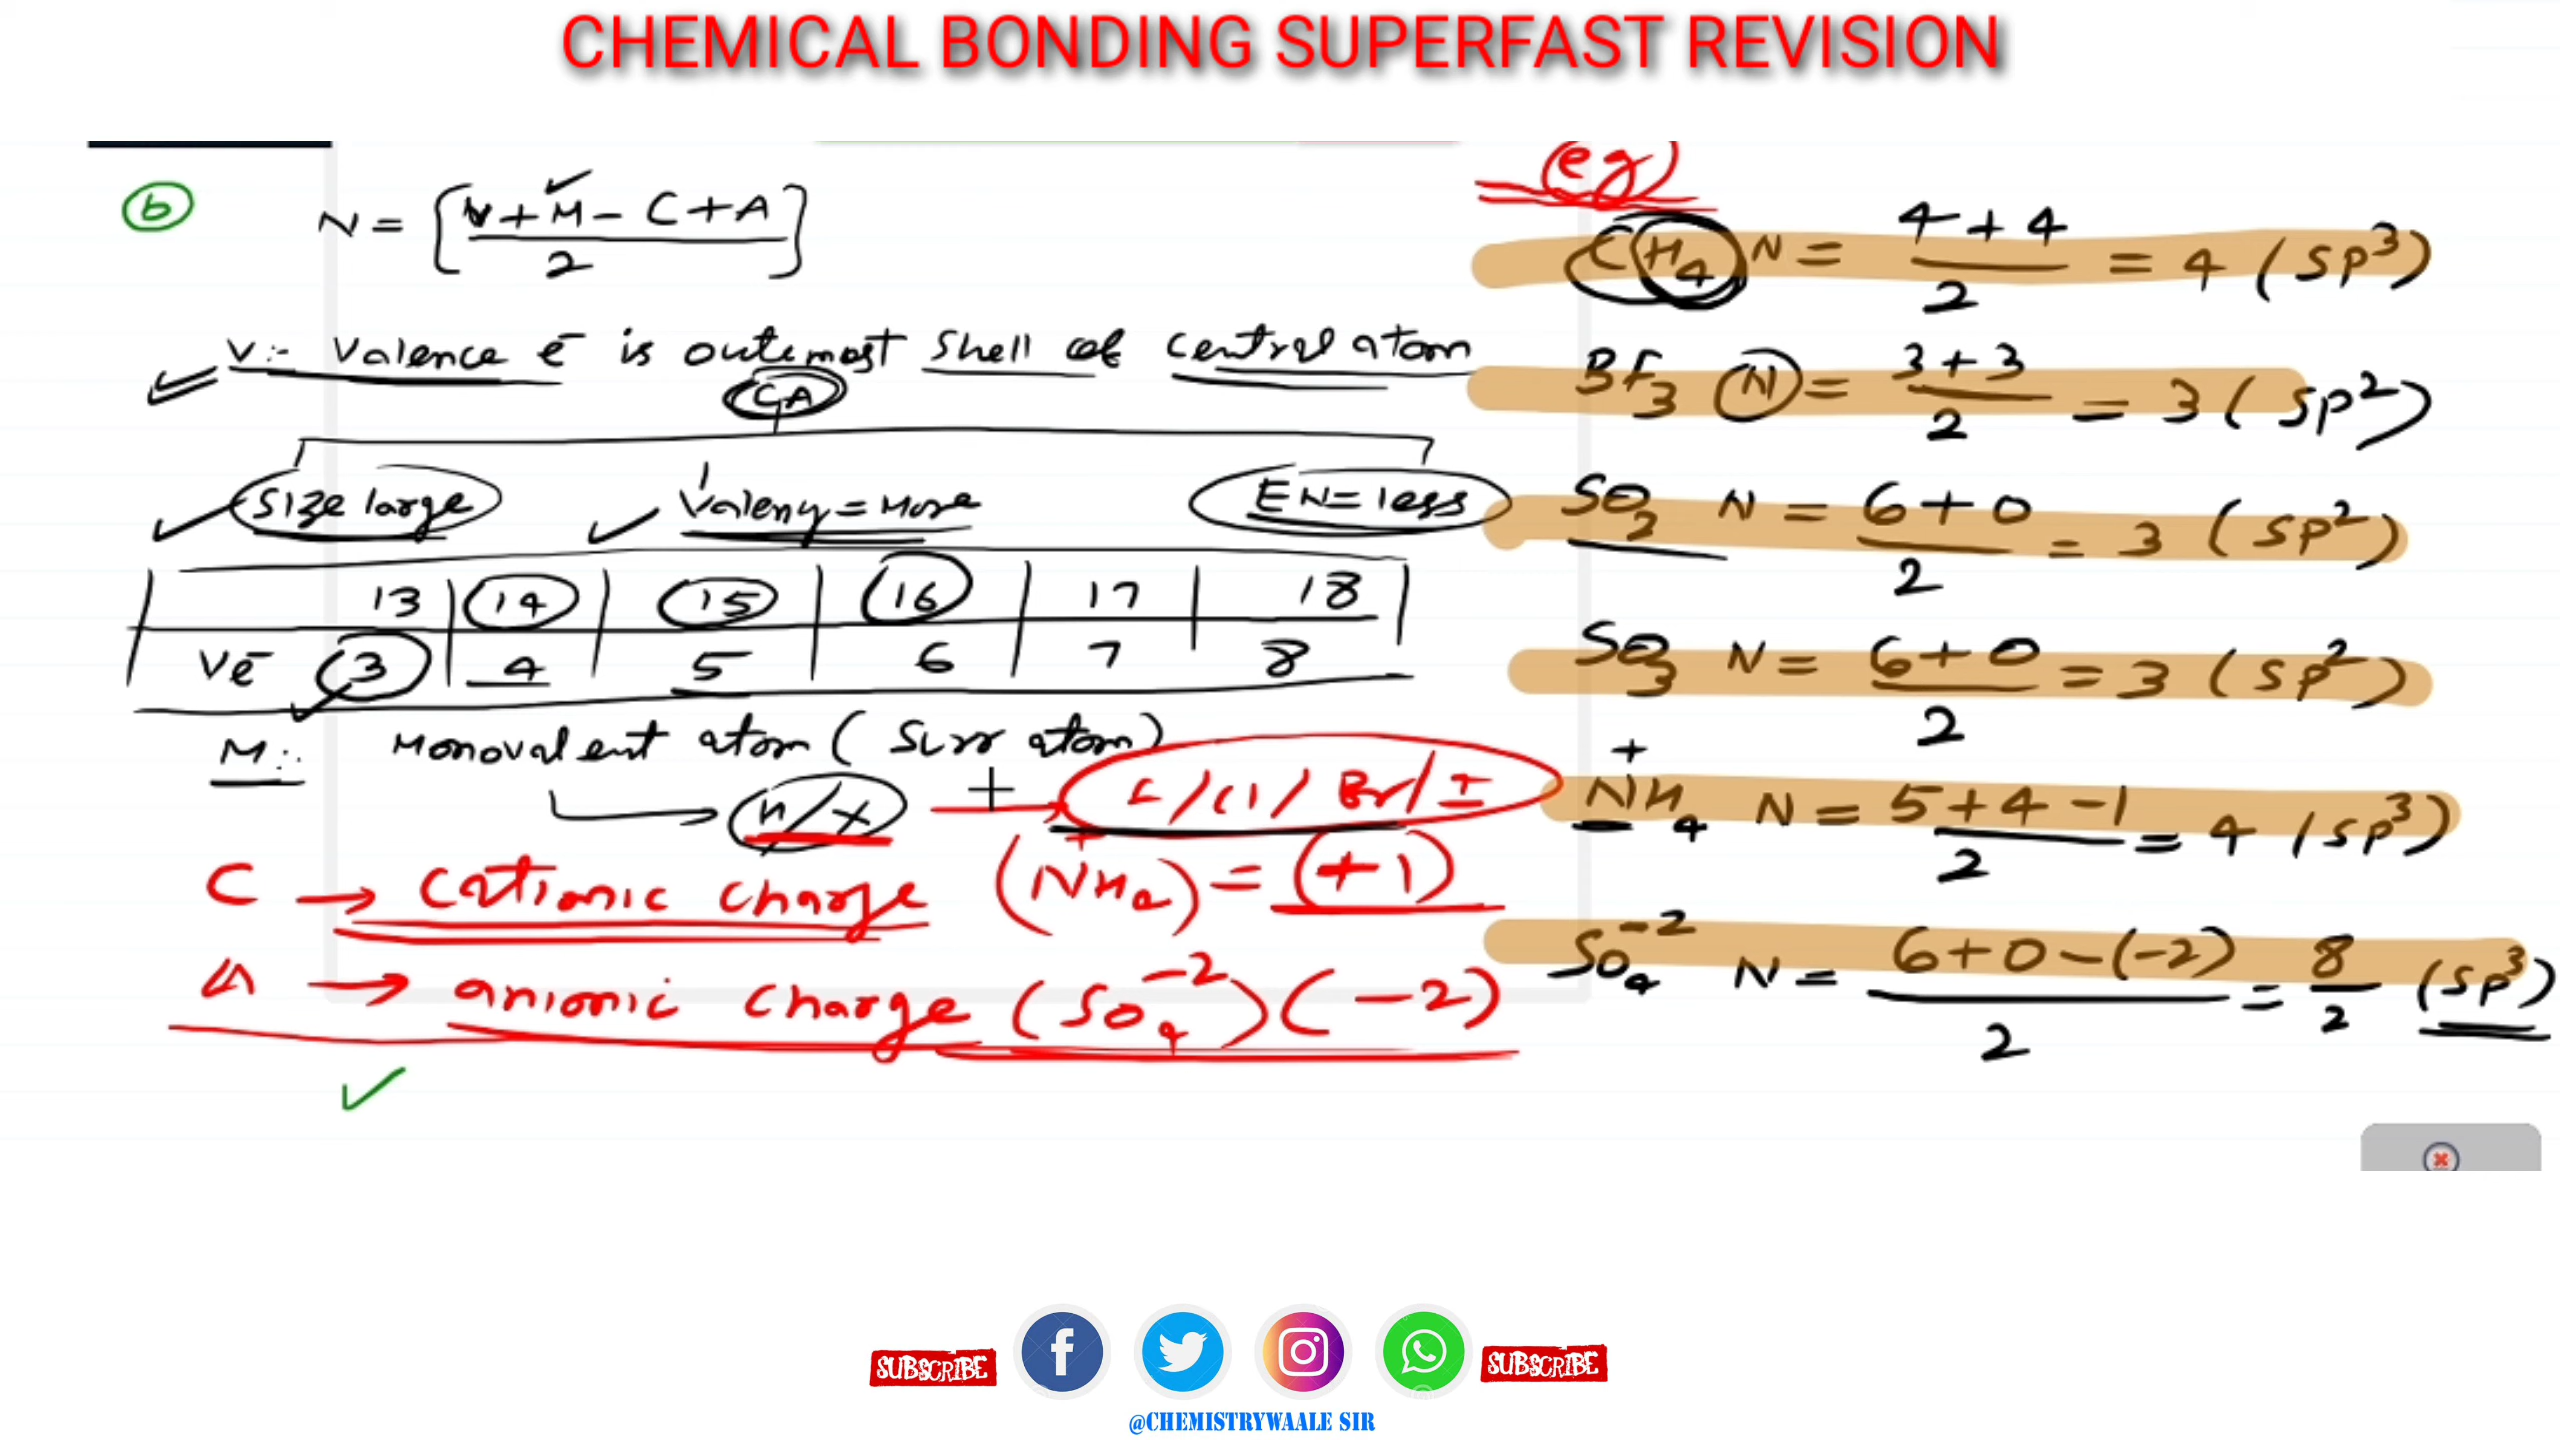 CHEMICAL BONDING SUPERFAST REVISION
(b) N = [V+M-C+A / 2]
V:- Valence e⁻ is outemost shell of central atom
CA
Size large Valeny = More EN = less
13 14 15 16 17 18
Ve⁻ 3 4 5 6 7 8
M:- Monovalent atom (Surr atom)
H/X + F/Cl/Br/I
C → Cationic charge (NH₄⁺) = (+1)
A → anionic charge (SO₄⁻²) (-2)
(eg)
CH₄ N = 4+4 / 2 = 4 (SP³)
BF₃ N = 3+3 / 2 = 3 (SP²)
SO₂ N = 6+0 / 2 = 3 (SP²)
SO₃ N = 6+0 / 2 = 3 (SP²)
NH₄⁺ N = 5+4-1 / 2 = 4 (SP³)
SO₄⁻² N = 6+0-(-2) / 2 = 8/2 (SP³)
SUBSCRIBE SUBSCRIBE
@CHEMISTRYWAALE SIR